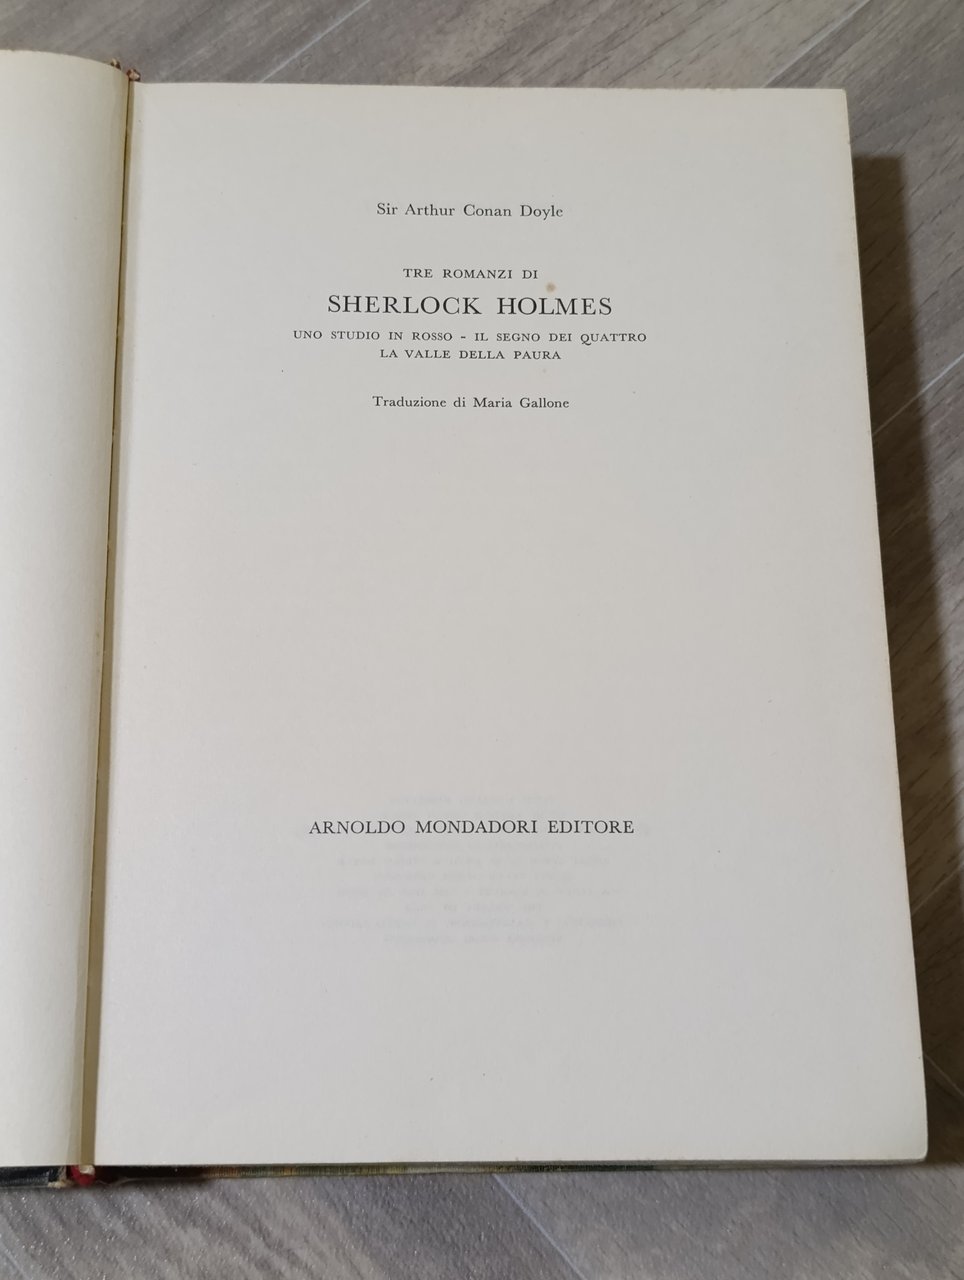 Sir Arthur Conan Doyle
TRE ROMANZI DI
SHERLOCK HOLMES
UNO STUDIO IN ROSSO - IL SEGNO DEI QUATTRO
LA VALLE DELLA PAURA
Traduzione di Maria Gallone
ARNOLDO MONDADORI EDITORE